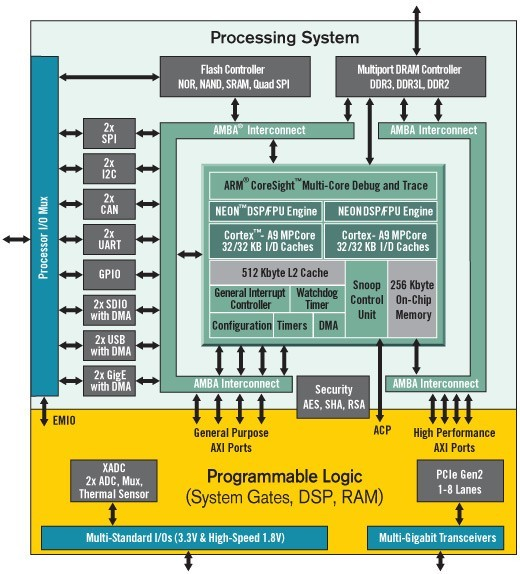 Processing System
Flash Controller
NOR, NAND, SRAM, Quad SPI
Multiport DRAM Controller
DDR3, DDR3L, DDR2
AMBA® Interconnect
AMBA Interconnect
Processor I/O Mux
2x
SPI
2x
I2C
2x
CAN
2x
UART
GPIO
2x SDIO
with DMA
2x USB
with DMA
2x GigE
with DMA
ARM® CoreSight™ Multi-Core Debug and Trace
NEON™ DSP/FPU Engine
NEON DSP/FPU Engine
Cortex™- A9 MPCore
32/32 KB I/D Caches
Cortex- A9 MPCore
32/32 KB I/D Caches
512 Kbyte L2 Cache
General Interrupt
Controller
Watchdog
Timer
Configuration
Timers
DMA
Snoop
Control
Unit
256 Kbyte
On-Chip
Memory
AMBA Interconnect
Security
AES, SHA, RSA
AMBA Interconnect
EMIO
General Purpose
AXI Ports
ACP
High Performance
AXI Ports
XADC
2x ADC, Mux,
Thermal Sensor
Programmable Logic
(System Gates, DSP, RAM)
PCIe Gen2
1-8 Lanes
Multi-Standard I/Os (3.3V & High-Speed 1.8V)
Multi-Gigabit Transceivers